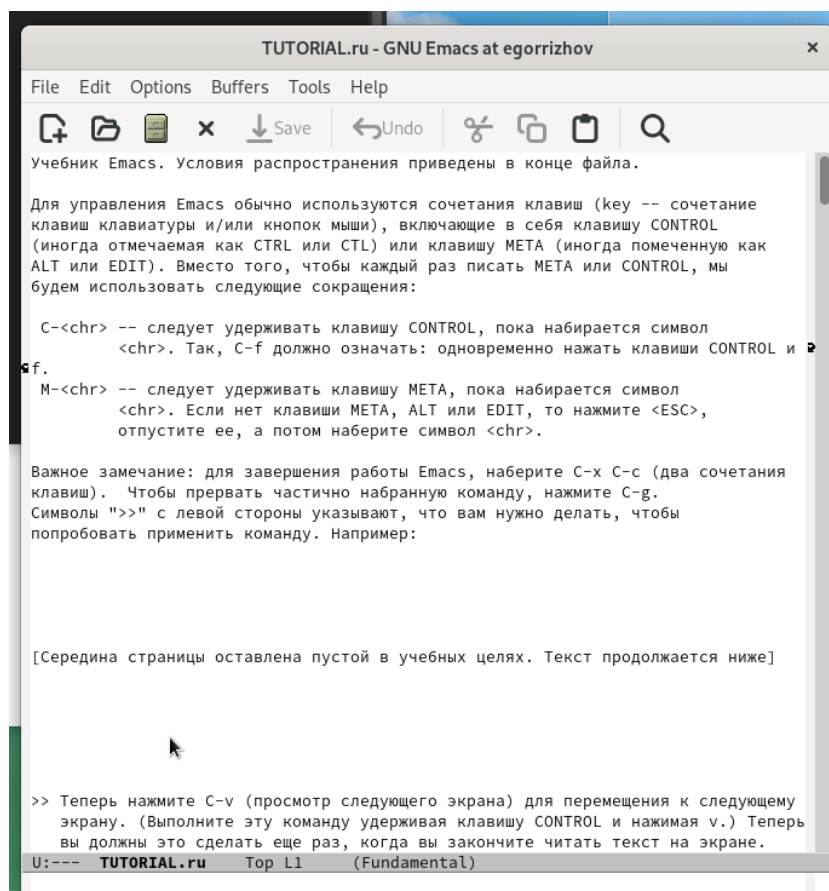 TUTORIAL.ru - GNU Emacs at egorrizhov
File Edit Options Buffers Tools Help
Save Undo
Учебник Emacs. Условия распространения приведены в конце файла.
Для управления Emacs обычно используются сочетания клавиш (key -- сочетание
клавиш клавиатуры и/или кнопок мыши), включающие в себя клавишу CONTROL
(иногда отмечаемая как CTRL или CTL) или клавишу META (иногда помеченную как
ALT или EDIT). Вместо того, чтобы каждый раз писать META или CONTROL, мы
будем использовать следующие сокращения:
C-<chr> -- следует удерживать клавишу CONTROL, пока набирается символ
<chr>. Так, C-f должно означать: одновременно нажать клавиши CONTROL и
f.
M-<chr> -- следует удерживать клавишу META, пока набирается символ
<chr>. Если нет клавиши META, ALT или EDIT, то нажмите <ESC>,
отпустите ее, а потом наберите символ <chr>.
Важное замечание: для завершения работы Emacs, наберите C-x C-c (два сочетания
клавиш).  Чтобы прервать частично набранную команду, нажмите C-g.
Символы ">>" с левой стороны указывают, что вам нужно делать, чтобы
попробовать применить команду. Например:
[Середина страницы оставлена пустой в учебных целях. Текст продолжается ниже]
>> Теперь нажмите C-v (просмотр следующего экрана) для перемещения к следующему
экрану. (Выполните эту команду удерживая клавишу CONTROL и нажимая v.) Теперь
вы должны это сделать еще раз, когда вы закончите читать текст на экране.
U:--- TUTORIAL.ru Top L1 (Fundamental)